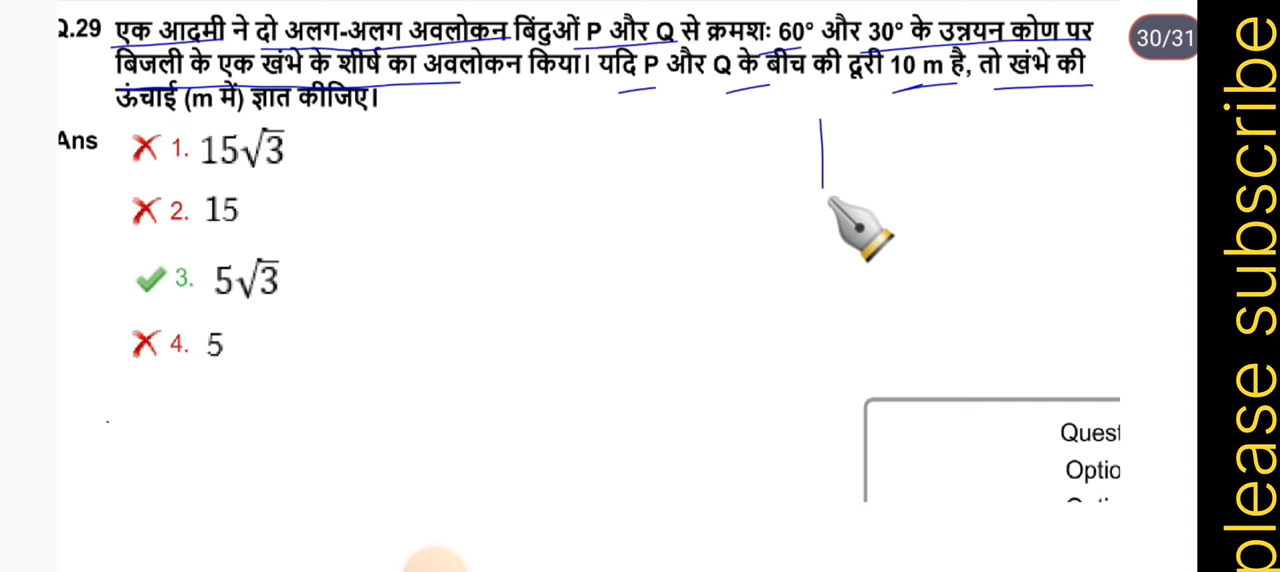 Q.29 एक आदमी ने दो अलग-अलग अवलोकन बिंदुओं P और Q से क्रमशः 60° और 30° के उन्नयन कोण पर
बिजली के एक खंभे के शीर्ष का अवलोकन किया। यदि P और Q के बीच की दूरी 10 m है, तो खंभे की
ऊंचाई (m में) ज्ञात कीजिए।
30/31
Ans 1. 15√3
2. 15
3. 5√3
4. 5
Quest
Optio
please subscribe